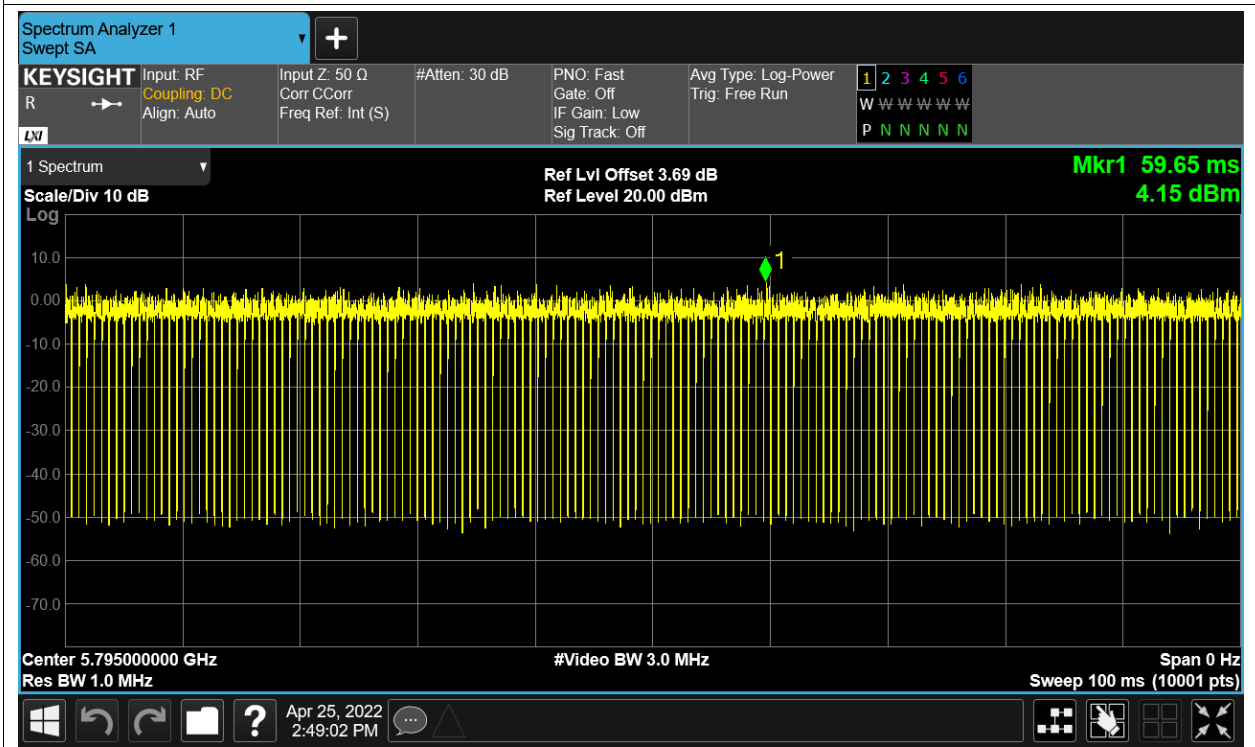 Spectrum Analyzer 1
Swept SA
+
KEYSIGHT Input: RF Input Z: 50 Ω #Atten: 30 dB PNO: Fast Avg Type: Log-Power 1 2 3 4 5 6
R Coupling: DC Corr CCorr Gate: Off Trig: Free Run W W W W W W
Align: Auto Freq Ref: Int (S) IF Gain: Low
LXI Sig Track: Off P N N N N N
1 Spectrum Ref Lvl Offset 3.69 dB Mkr1 59.65 ms
Scale/Div 10 dB Ref Level 20.00 dBm 4.15 dBm
Log
10.0
1
0.00
-10.0
-20.0
-30.0
-40.0
-50.0
-60.0
-70.0
Center 5.795000000 GHz #Video BW 3.0 MHz Span 0 Hz
Res BW 1.0 MHz Sweep 100 ms (10001 pts)
? Apr 25, 2022
2:49:02 PM